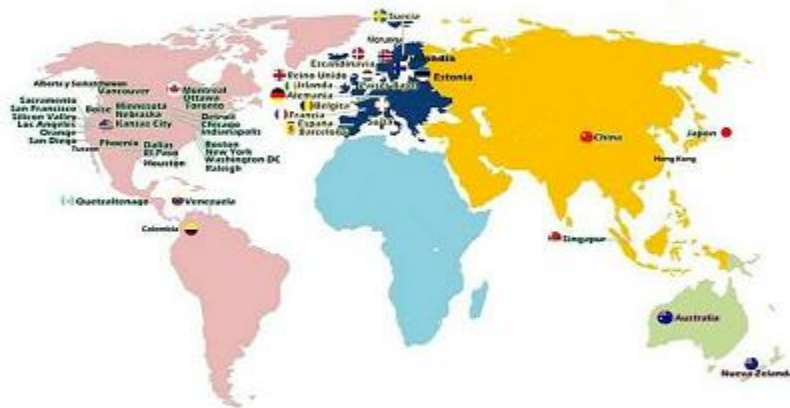 Suecia
Noruega
Escandinavia
Reino Unido
Irlanda
Estonia
Alemania
Belgica
Francia
España
Barcelona
Suiza
Alberta y Saskatchewan
Vancouver
Montreal
Ottawa
Toronto
Sacramento
San Francisco
Silicon Valley
Los Angeles
Orange
San Diego
Tucson
Boise
Minnesota
Nebraska
Kansas City
Phoenix
Dallas
El Paso
Houston
Detroit
Chicago
Indianapolis
Boston
New York
Washington DC
Raleigh
Quetzaltenago
Venezuela
Colombia
China
Japon
Hong Kong
Singapur
Australia
Nueva Zelanda